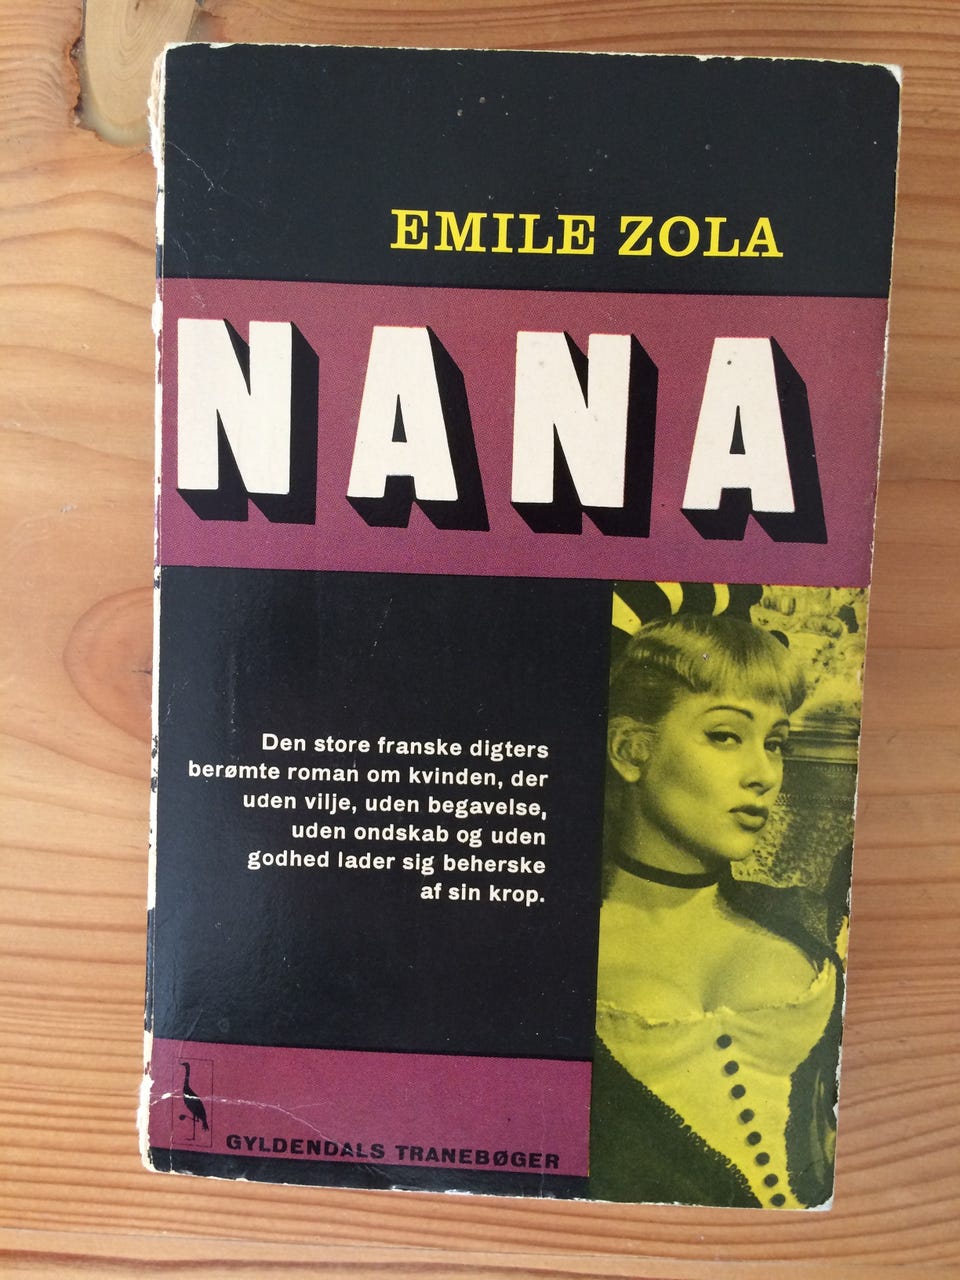 EMILE ZOLA
NANA
Den store franske digters
berømte roman om kvinden, der
uden vilje, uden begavelse,
uden ondskab og uden
godhed lader sig beherske
af sin krop.
GYLDENDALS TRANEBØGER